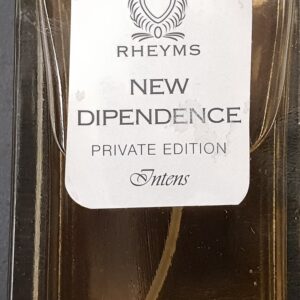 RHEYMS
NEW
DIPENDENCE
PRIVATE EDITION
Intens